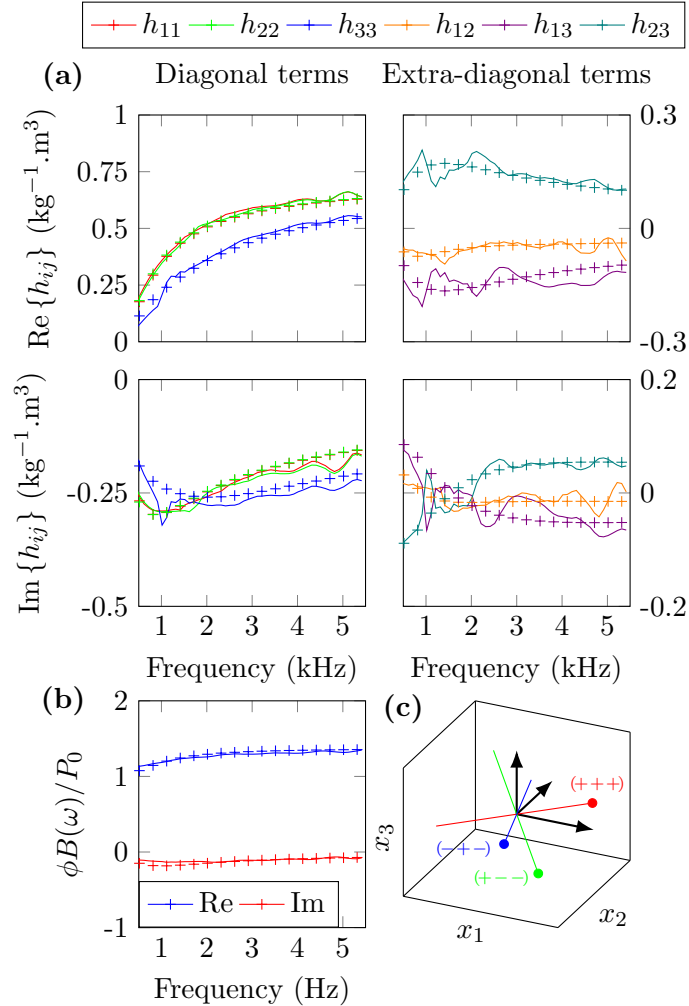 h₁₁ h₂₂ h₃₃ h₁₂ h₁₃ h₂₃
(a) Diagonal terms Extra-diagonal terms
Re {hᵢⱼ} (kg⁻¹.m³)
1
0.75
0.5
0.25
0
0.3
0
-0.3
Im {hᵢⱼ} (kg⁻¹.m³)
0
-0.25
-0.5
0.2
0
-0.2
1 2 3 4 5 1 2 3 4 5
Frequency (kHz) Frequency (kHz)
(b)
ϕB(ω)/P₀
2
1
0
-1
Re Im
1 2 3 4 5
Frequency (Hz)
(c)
(+++)
(-+-)
(+--)
x₃
x₁
x₂